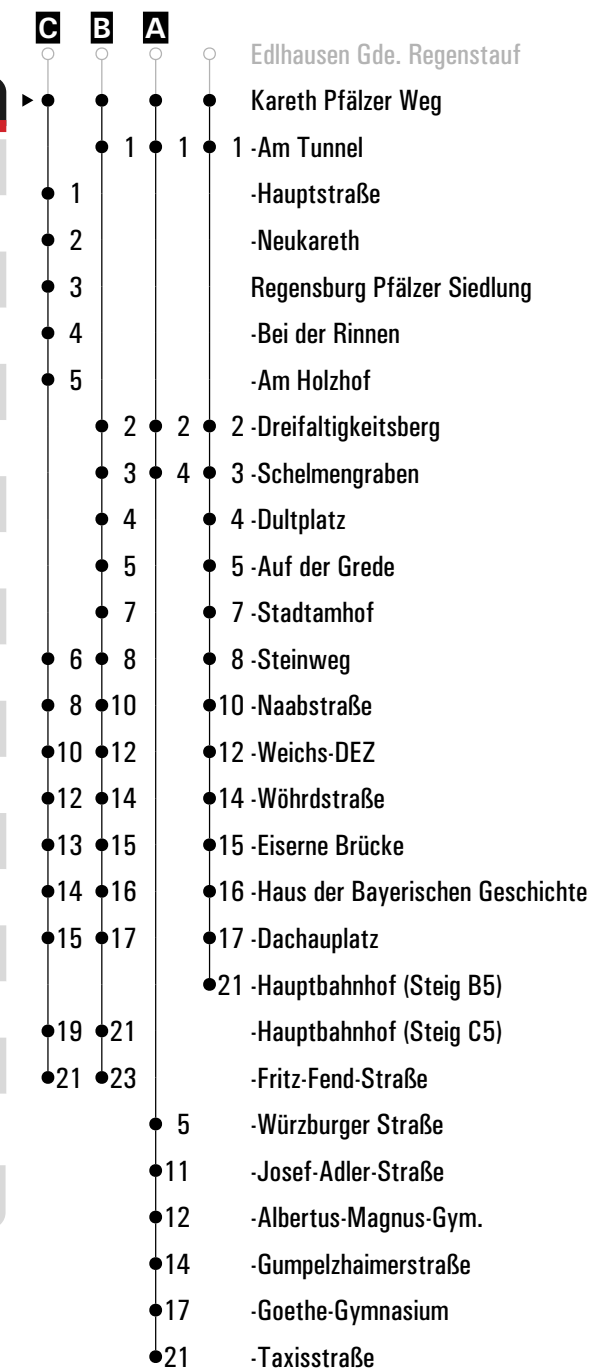 C B A
Edlhausen Gde. Regenstauf
Kareth Pfälzer Weg
1 1 1 -Am Tunnel
1 -Hauptstraße
2 -Neukareth
3 Regensburg Pfälzer Siedlung
4 -Bei der Rinnen
5 -Am Holzhof
2 2 2 -Dreifaltigkeitsberg
3 4 3 -Schelmengraben
4 4 -Dultplatz
5 5 -Auf der Grede
7 7 -Stadtamhof
6 8 8 -Steinweg
8 10 10 -Naabstraße
10 12 12 -Weichs-DEZ
12 14 14 -Wöhrdstraße
13 15 15 -Eiserne Brücke
14 16 16 -Haus der Bayerischen Geschichte
15 17 17 -Dachauplatz
21 -Hauptbahnhof (Steig B5)
19 21 -Hauptbahnhof (Steig C5)
21 23 -Fritz-Fend-Straße
5 -Würzburger Straße
11 -Josef-Adler-Straße
12 -Albertus-Magnus-Gym.
14 -Gumpelzhaimerstraße
17 -Goethe-Gymnasium
21 -Taxisstraße